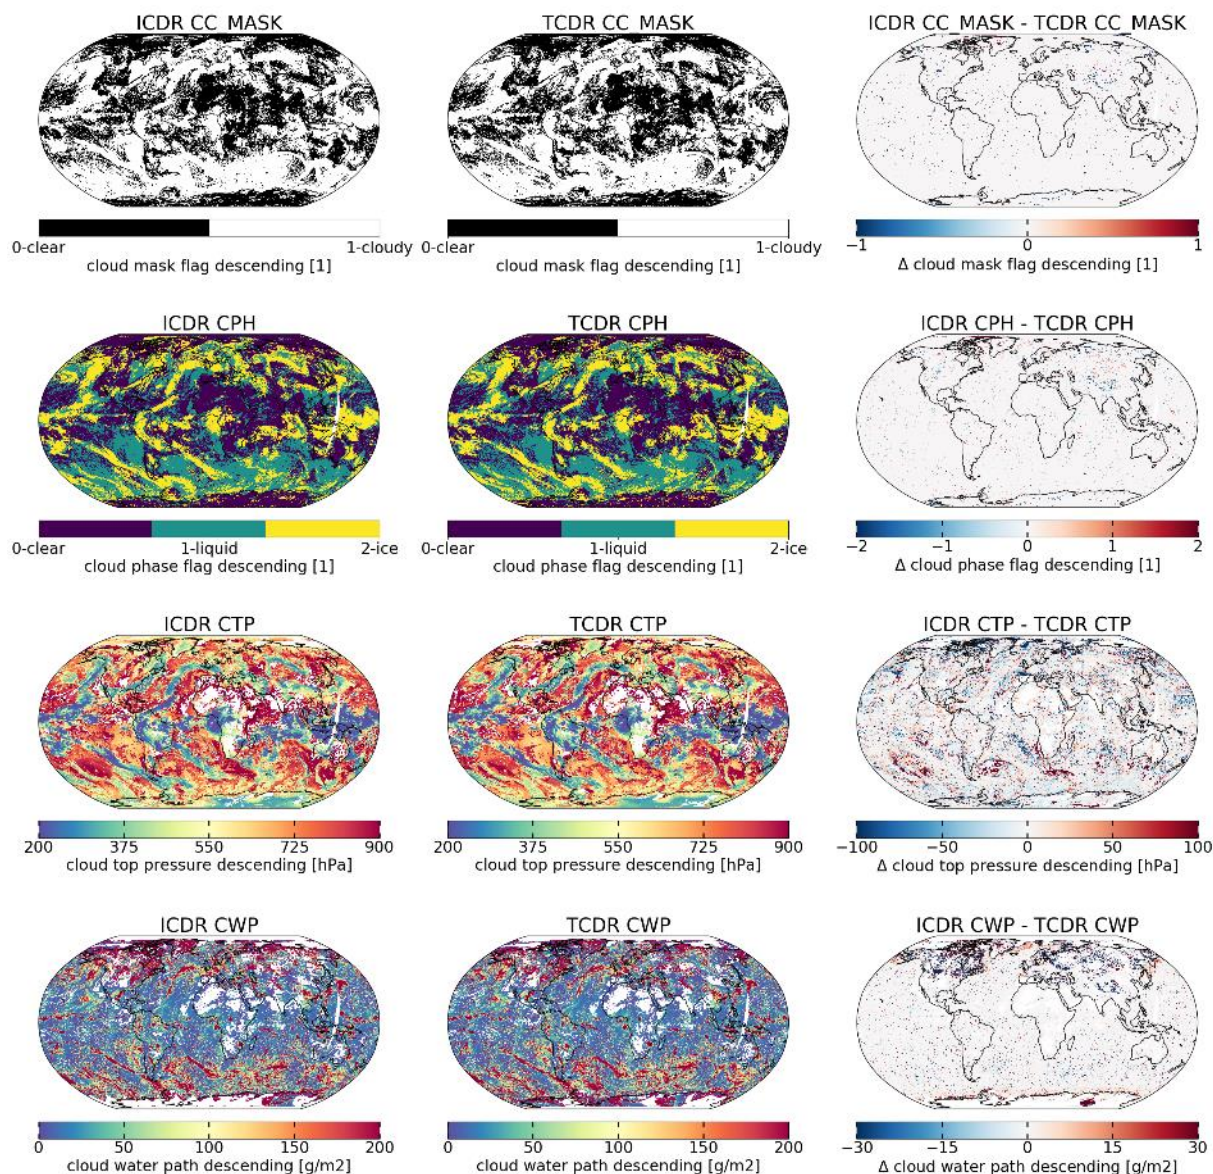 ICDR CC_MASK TCDR CC_MASK ICDR CC_MASK - TCDR CC_MASK
0-clear 1-cloudy 0-clear 1-cloudy −1 0 1
cloud mask flag descending [1] cloud mask flag descending [1] Δ cloud mask flag descending [1]
ICDR CPH TCDR CPH ICDR CPH - TCDR CPH
0-clear 1-liquid 2-ice 0-clear 1-liquid 2-ice −2 −1 0 1 2
cloud phase flag descending [1] cloud phase flag descending [1] Δ cloud phase flag descending [1]
ICDR CTP TCDR CTP ICDR CTP - TCDR CTP
200 375 550 725 900 200 375 550 725 900 −100 −50 0 50 100
cloud top pressure descending [hPa] cloud top pressure descending [hPa] Δ cloud top pressure descending [hPa]
ICDR CWP TCDR CWP ICDR CWP - TCDR CWP
0 50 100 150 200 0 50 100 150 200 −30 −15 0 15 30
cloud water path descending [g/m2] cloud water path descending [g/m2] Δ cloud water path descending [g/m2]